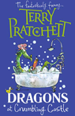 The fantastically funny...
TERRY
PRATCHETT
DRAGONS
at Crumbling Castle